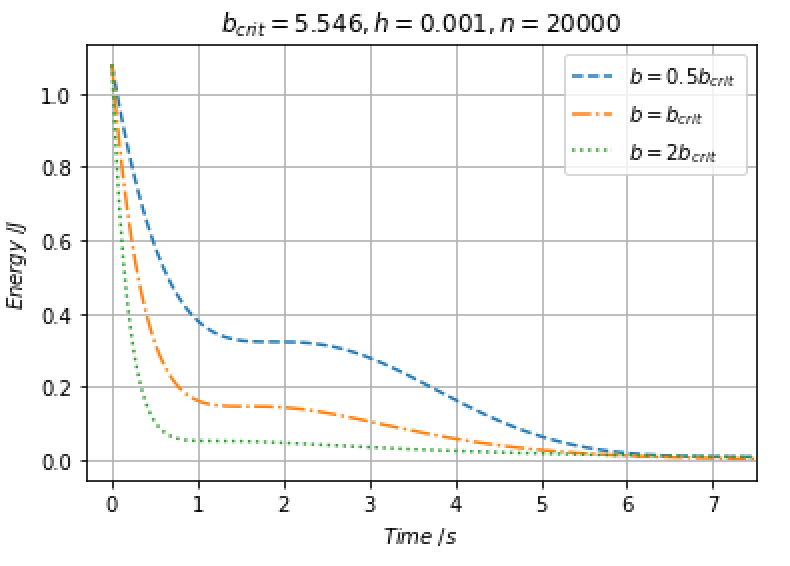 b_crit = 5.546, h = 0.001, n = 20000
Energy /J
1.0
0.8
0.6
0.4
0.2
0.0
b = 0.5b_crit
b = b_crit
b = 2b_crit
0 1 2 3 4 5 6 7
Time /s